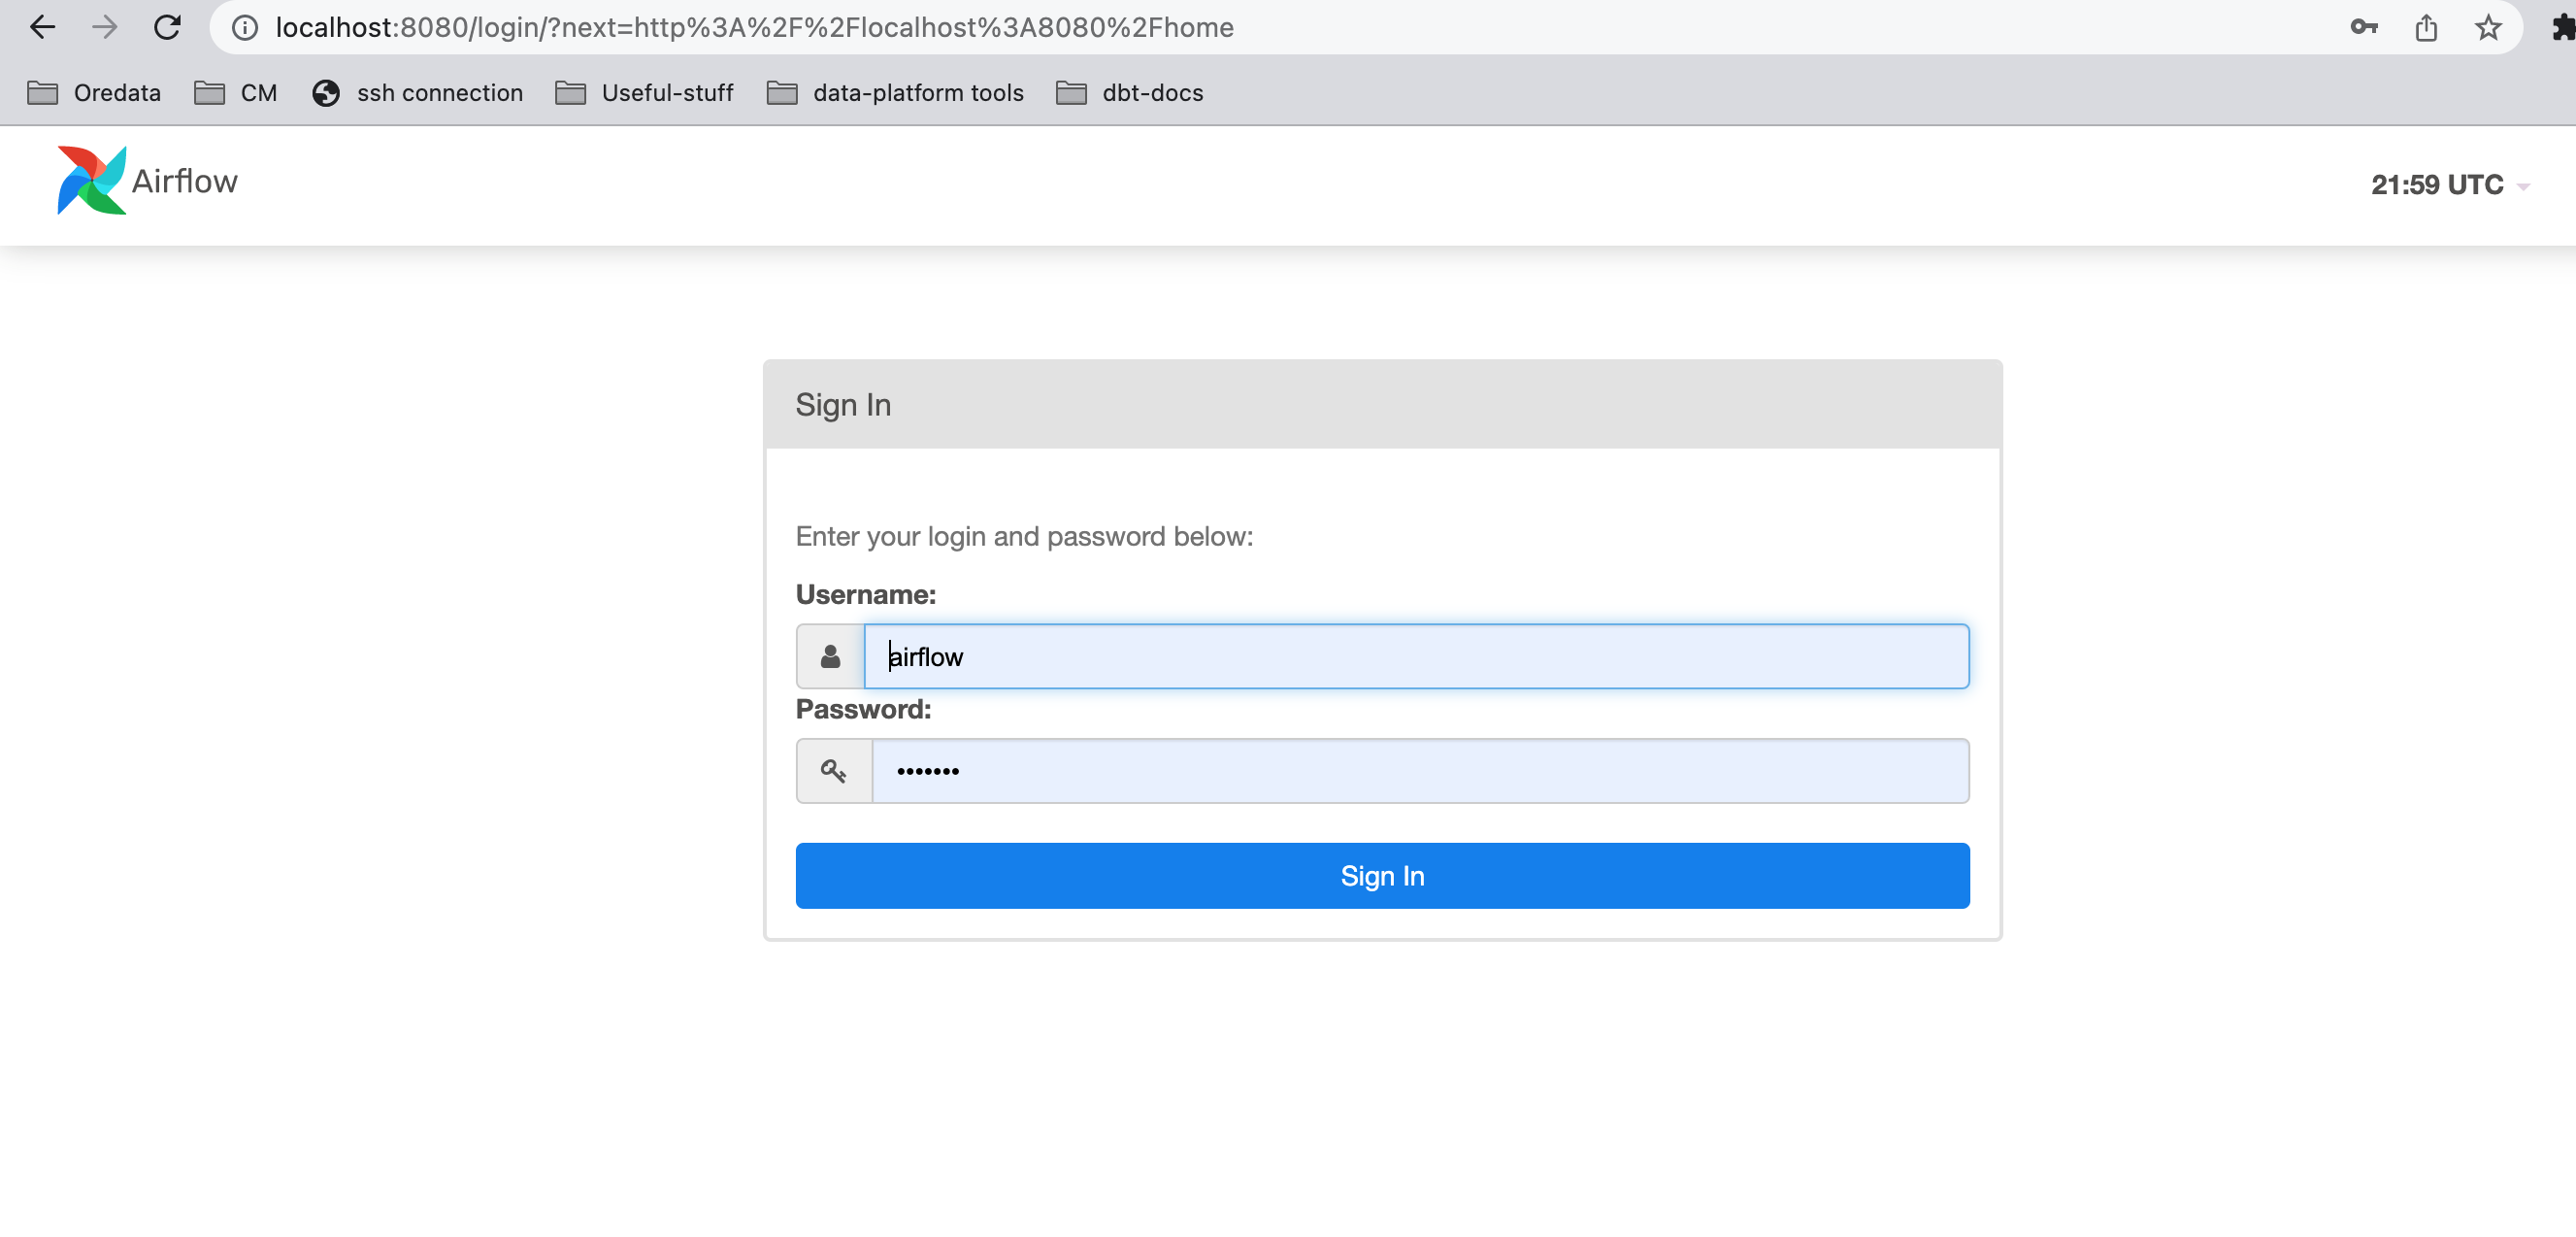 localhost:8080/login/?next=http%3A%2F%2Flocalhost%3A8080%2Fhome
Oredata CM ssh connection Useful-stuff data-platform tools dbt-docs
Airflow 21:59 UTC
Sign In
Enter your login and password below:
Username:
airflow
Password:
•••••••
Sign In